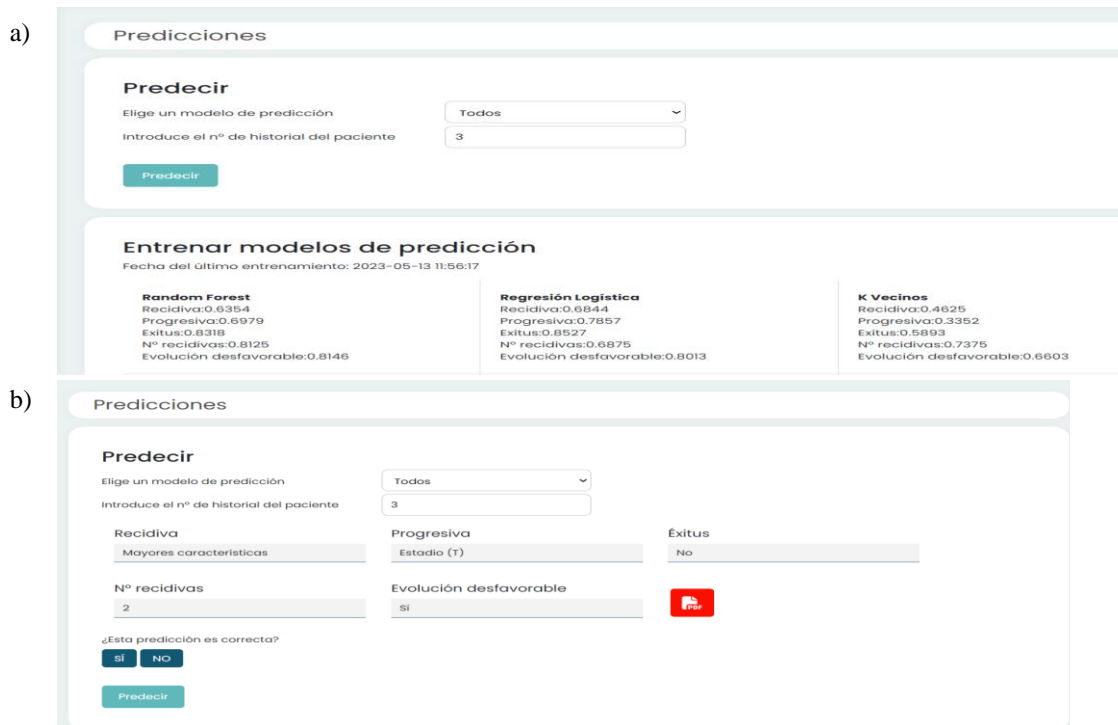 a)
Predicciones
Predecir
Elige un modelo de predicción
Todos
Introduce el nº de historial del paciente
3
Predecir
Entrenar modelos de predicción
Fecha del último entrenamiento: 2023-05-13 11:56:17
Random Forest
Recidiva:0.6354
Progresiva:0.6979
Exitus:0.8318
Nº recidivas:0.8125
Evolución desfavorable:0.8146
Regresión Logística
Recidiva:0.6844
Progresiva:0.7857
Exitus:0.8527
Nº recidivas:0.6875
Evolución desfavorable:0.8013
K Vecinos
Recidiva:0.4625
Progresiva:0.3352
Exitus:0.5893
Nº recidivas:0.7375
Evolución desfavorable:0.6603
b)
Predicciones
Predecir
Elige un modelo de predicción
Todos
Introduce el nº de historial del paciente
3
Recidiva
Progresiva
Éxitus
Mayores características
Estadio (T)
No
Nº recidivas
Evolución desfavorable
2
Sí
PDF
¿Esta predicción es correcta?
SÍ
NO
Predecir